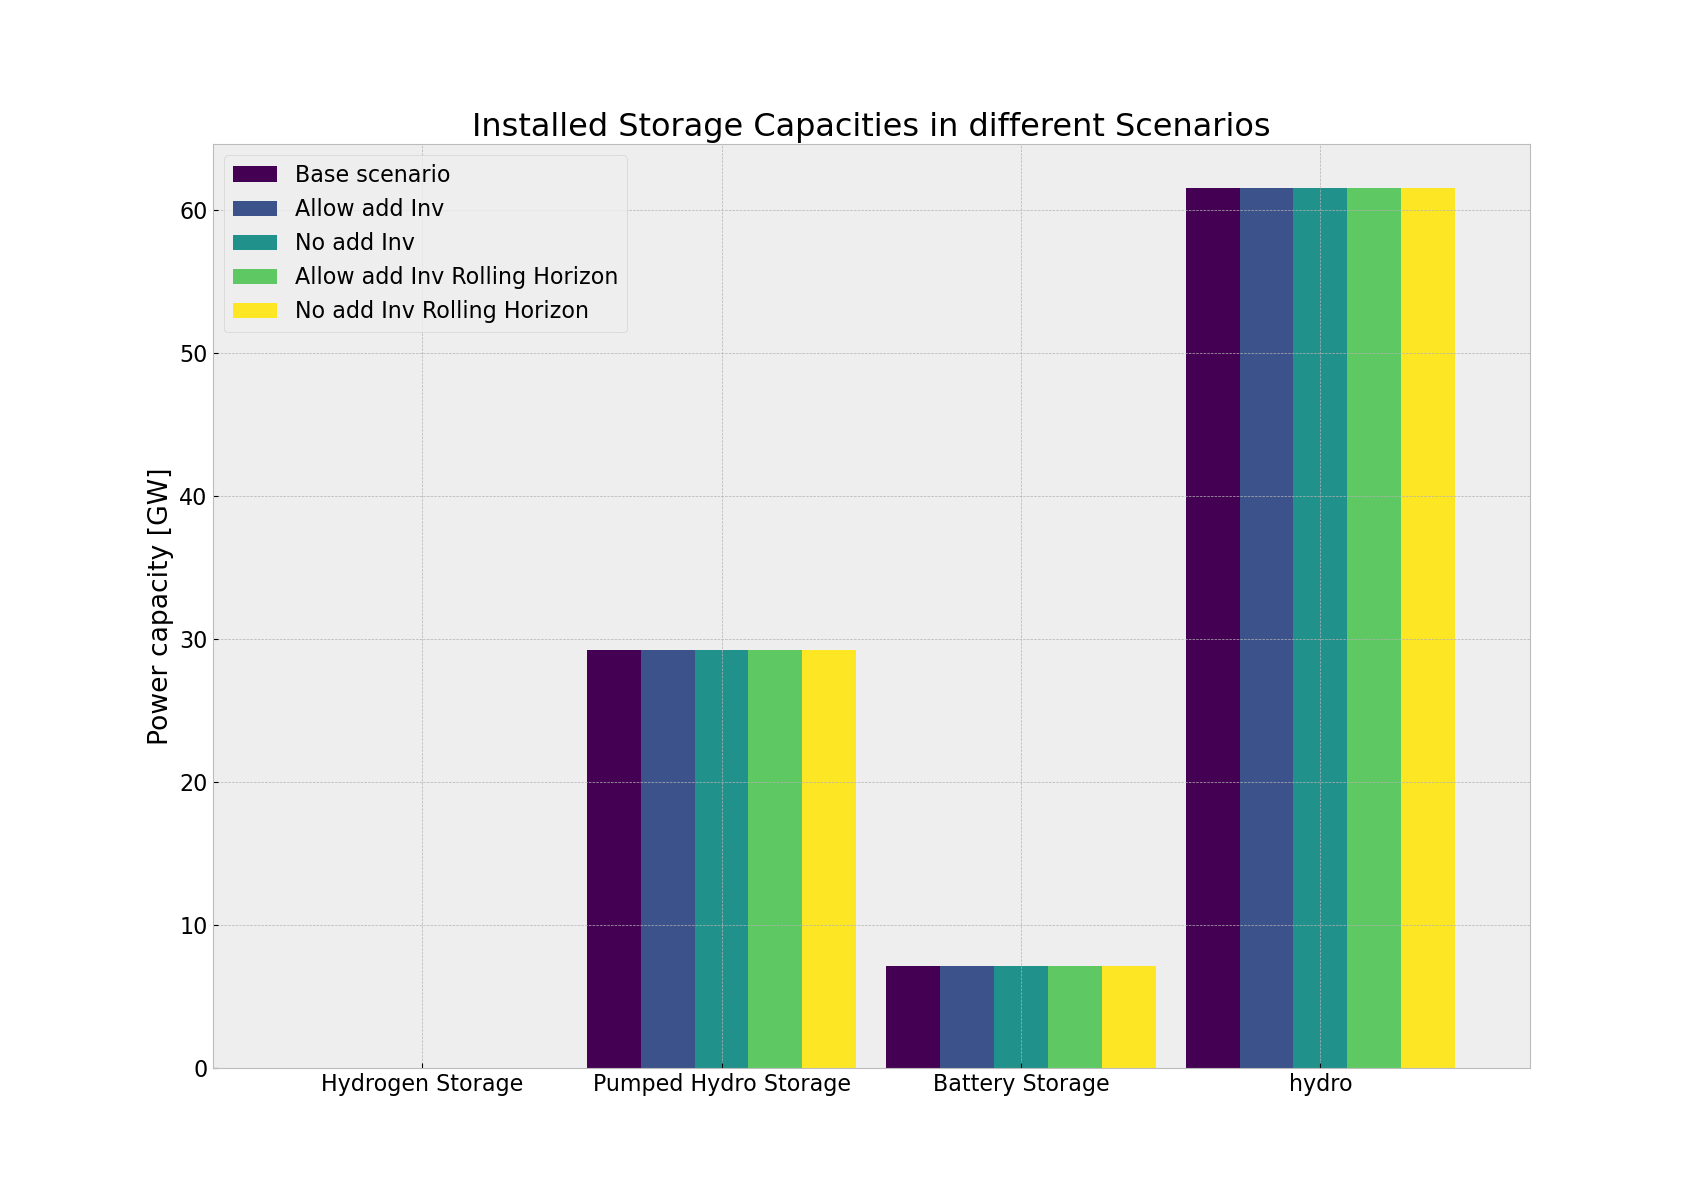 Installed Storage Capacities in different Scenarios
Base scenario
Allow add Inv
No add Inv
Allow add Inv Rolling Horizon
No add Inv Rolling Horizon
Power capacity [GW]
60
50
40
30
20
10
0
Hydrogen Storage
Pumped Hydro Storage
Battery Storage
hydro